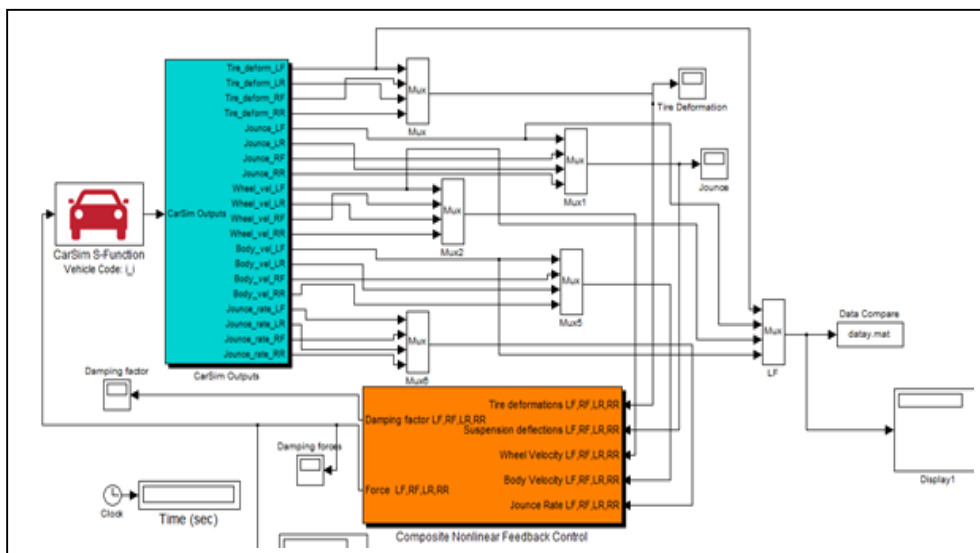 Tire_deform_LF
Tire_deform_LR
Tire_deform_RF
Tire_deform_RR
Jounce_LF
Jounce_LR
Jounce_RF
Jounce_RR
Wheel_vel_LF
Wheel_vel_LR
Wheel_vel_RF
Wheel_vel_RR
Body_vel_LF
Body_vel_LR
Body_vel_RF
Body_vel_RR
Jounce_rate_LF
Jounce_rate_LR
Jounce_rate_RF
Jounce_rate_RR
CarSim Outputs
CarSim Outputs
CarSim S-Function
Vehicle Code: i_i
Mux
Mux
Tire Deformation
Mux
Mux1
Jounce
Mux
Mux2
Mux
Mux5
Mux
Mux6
Mux
LF
Data Compare
datay.mat
Display1
Damping factor
Damping forces
Clock
Time (sec)
Tire deformations LF,RF,LR,RR
Damping factor LF,RF,LR,RR
Suspension deflections LF,RF,LR,RR
Wheel Velocity LF,RF,LR,RR
Body Velocity LF,RF,LR,RR
Force LF,RF,LR,RR
Jounce Rate LF,RF,LR,RR
Composite Nonlinear Feedback Control